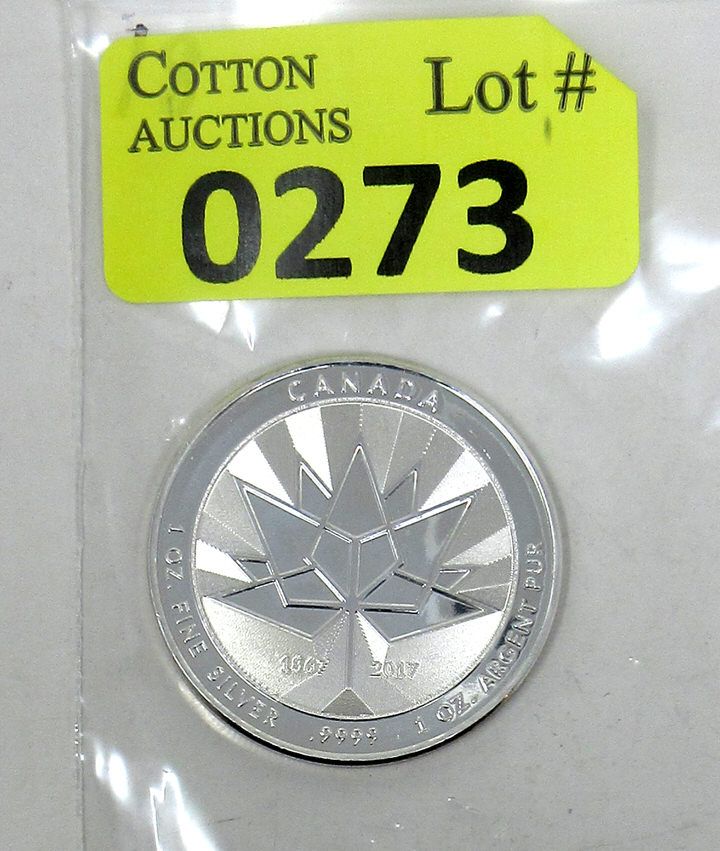 COTTON
AUCTIONS
Lot #
0273
CANADA
1867 2017
1 OZ. FINE SILVER .9999 . 1 OZ. ARGENT PUR